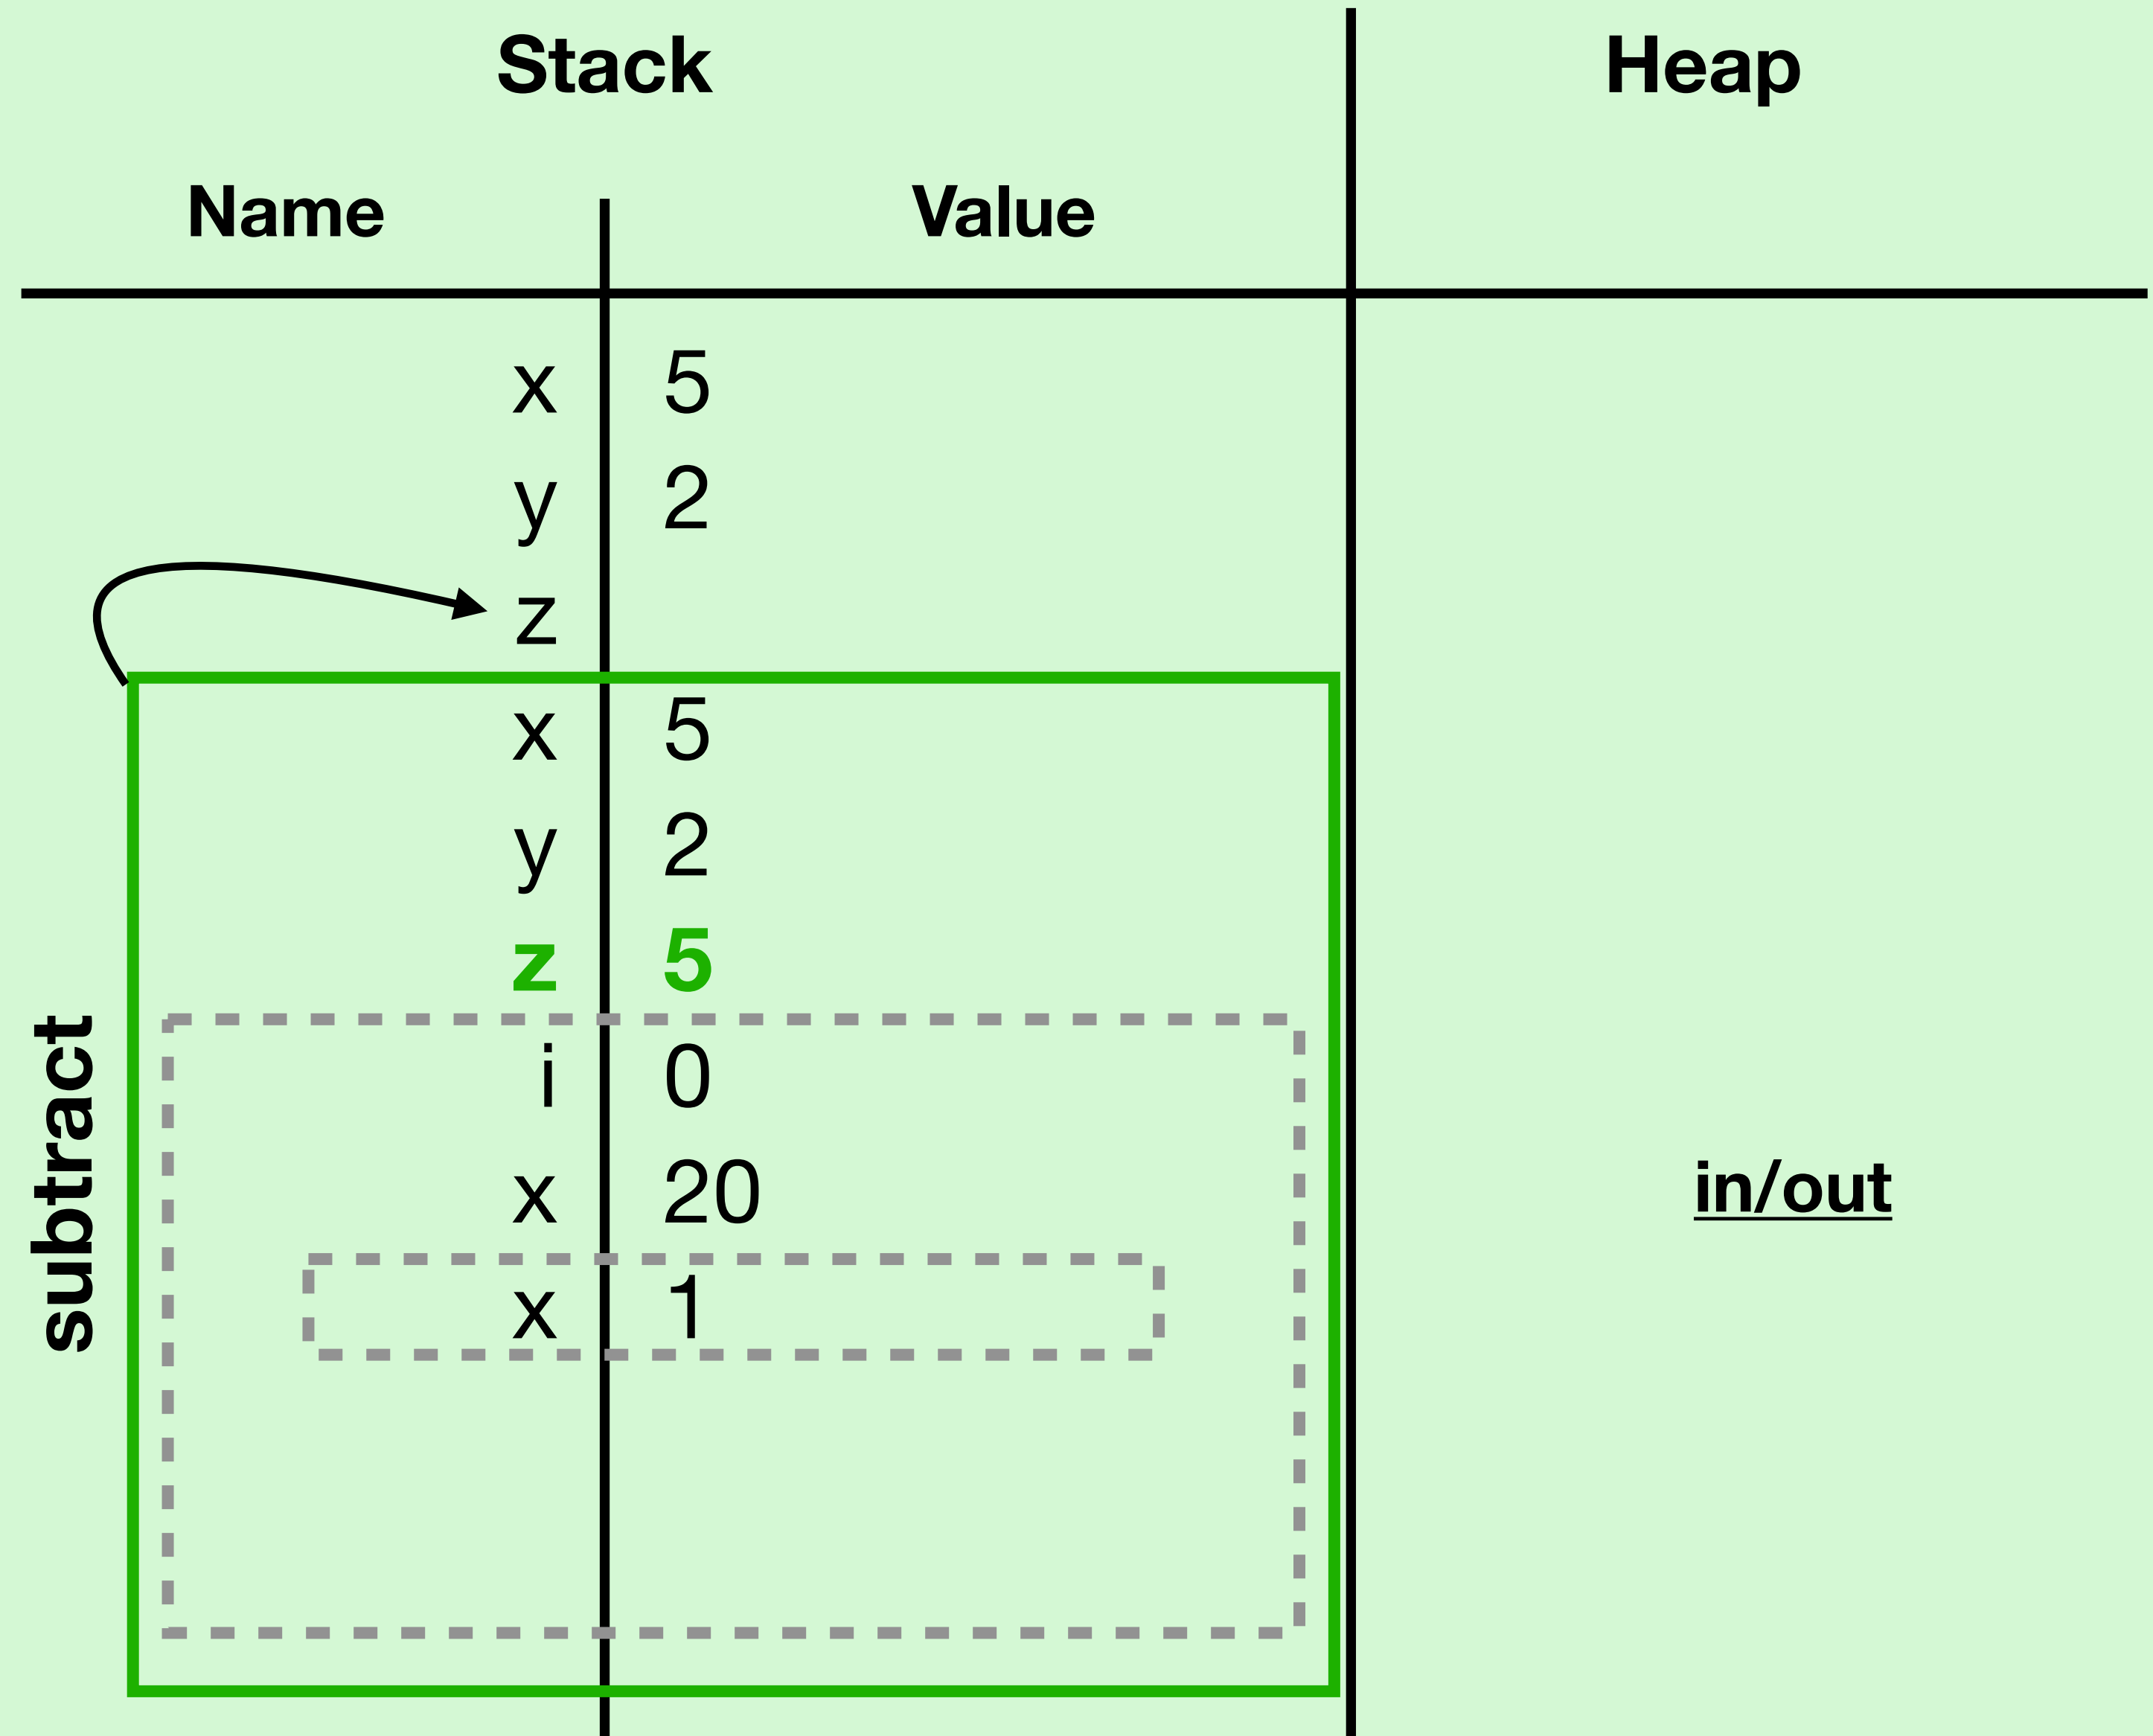 Stack
Heap
Name
Value
x 5
y 2
z
x 5
y 2
z 5
i 0
x 20
x 1
subtract
in/out